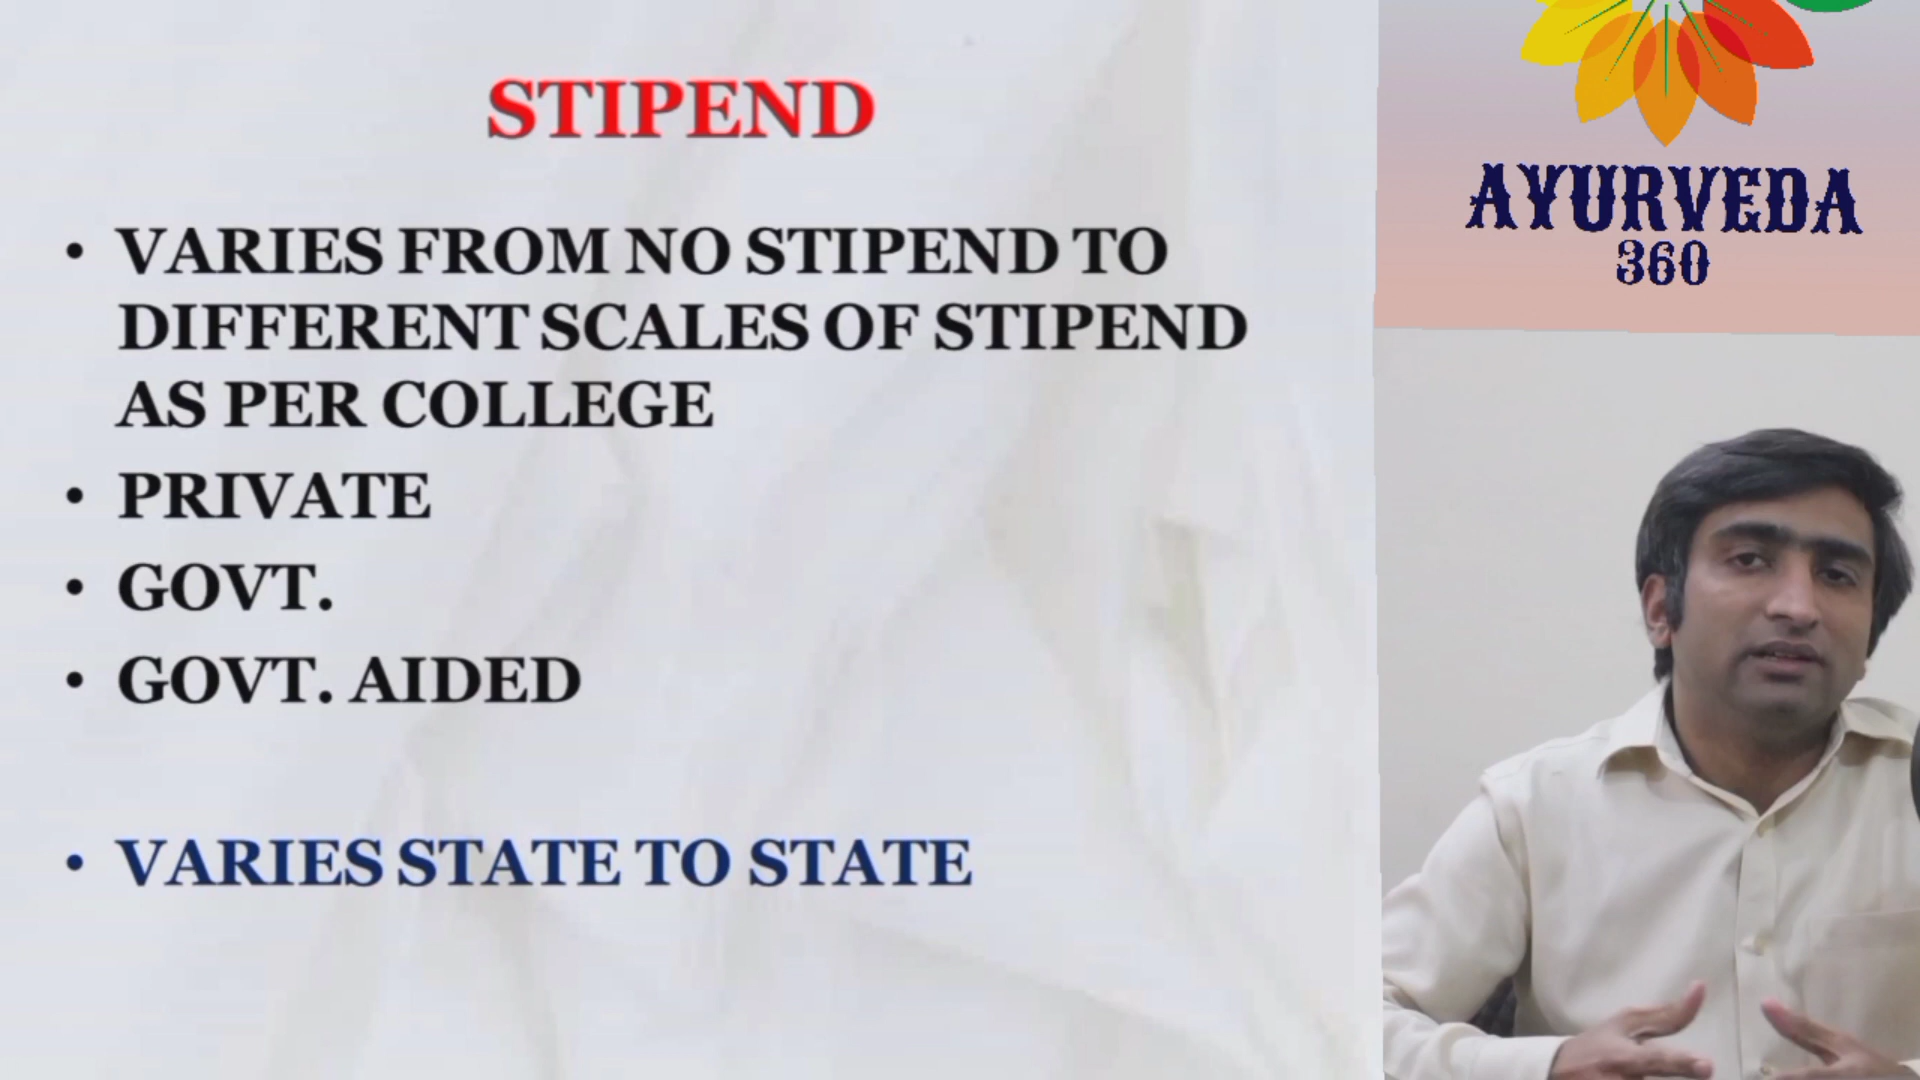 STIPEND
• VARIES FROM NO STIPEND TO
DIFFERENT SCALES OF STIPEND
AS PER COLLEGE
• PRIVATE
• GOVT.
• GOVT. AIDED
• VARIES STATE TO STATE
AYURVEDA
360